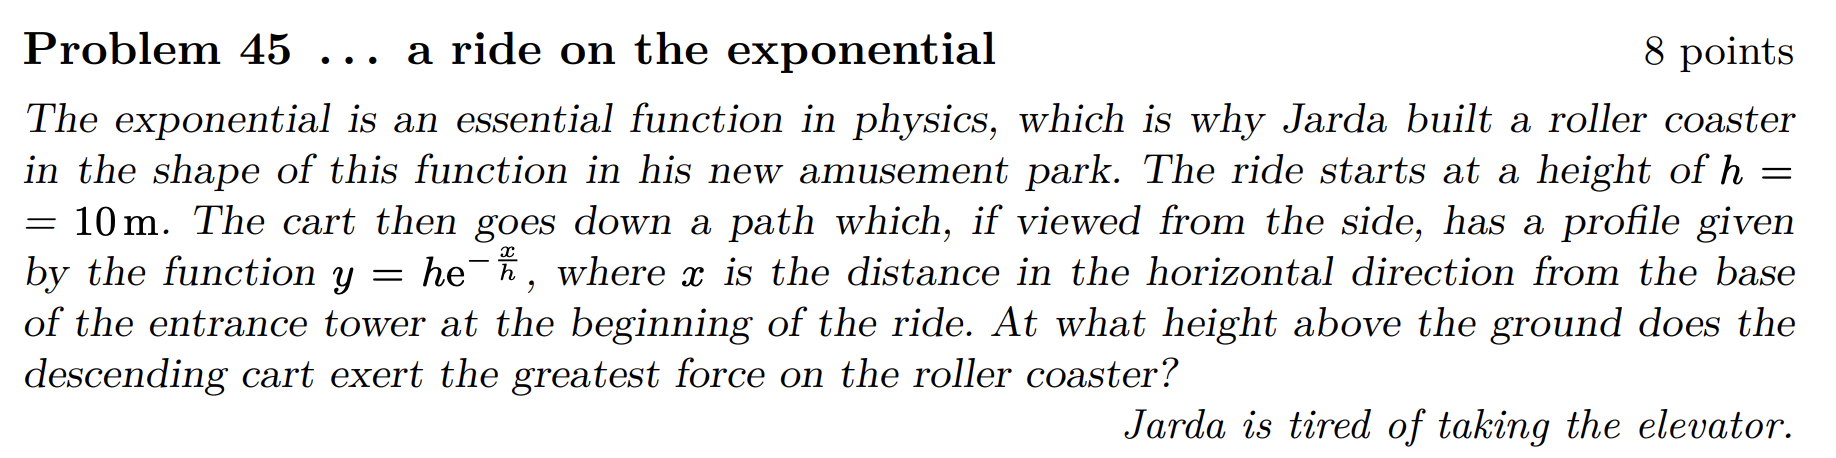 Problem 45 ... a ride on the exponential 8 points
The exponential is an essential function in physics, which is why Jarda built a roller coaster
in the shape of this function in his new amusement park. The ride starts at a height of h =
= 10 m. The cart then goes down a path which, if viewed from the side, has a profile given
by the function y = he^{-\frac{x}{h}}, where x is the distance in the horizontal direction from the base
of the entrance tower at the beginning of the ride. At what height above the ground does the
descending cart exert the greatest force on the roller coaster?
Jarda is tired of taking the elevator.